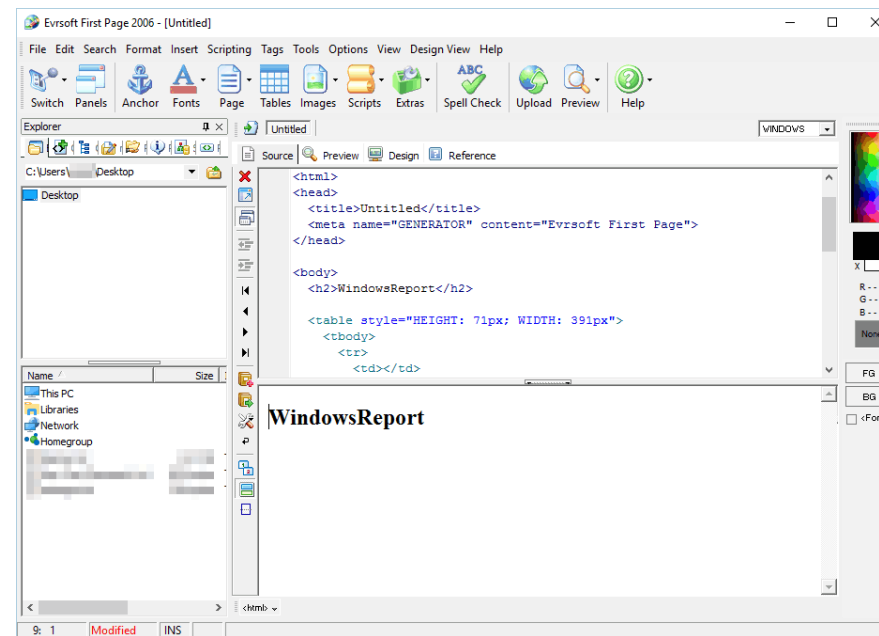 Evrsoft First Page 2006 - [Untitled]
File Edit Search Format Insert Scripting Tags Tools Options View Design View Help
ABC
Switch Panels Anchor Fonts Page Tables Images Scripts Extras Spell Check Upload Preview Help
Explorer
Untitled
WINDOWS
Source Preview Design Reference
C:\Users\ \Desktop
Desktop
<html>
<head>
<title>Untitled</title>
<meta name="GENERATOR" content="Evrsoft First Page">
</head>
<body>
<h2>WindowsReport</h2>
<table style="HEIGHT: 71px; WIDTH: 391px">
<tbody>
<tr>
<td></td>
X
R--
G--
B--
None
FG
BG
<For
Name Size
This PC
Libraries
Network
Homegroup
WindowsReport
<html>
9: 1 Modified INS